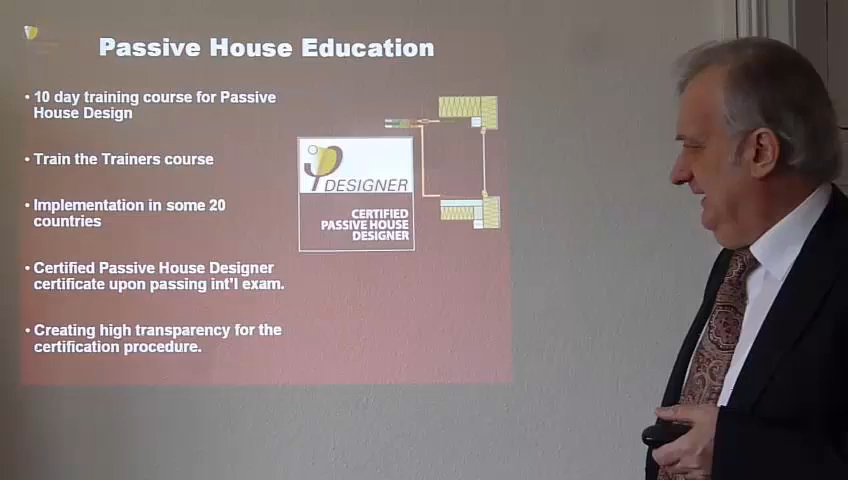 Passive House Education
• 10 day training course for Passive
House Design
• Train the Trainers course
• Implementation in some 20
countries
• Certified Passive House Designer
certificate upon passing int'l exam.
• Creating high transparency for the
certification procedure.
DESIGNER
CERTIFIED
PASSIVE HOUSE
DESIGNER